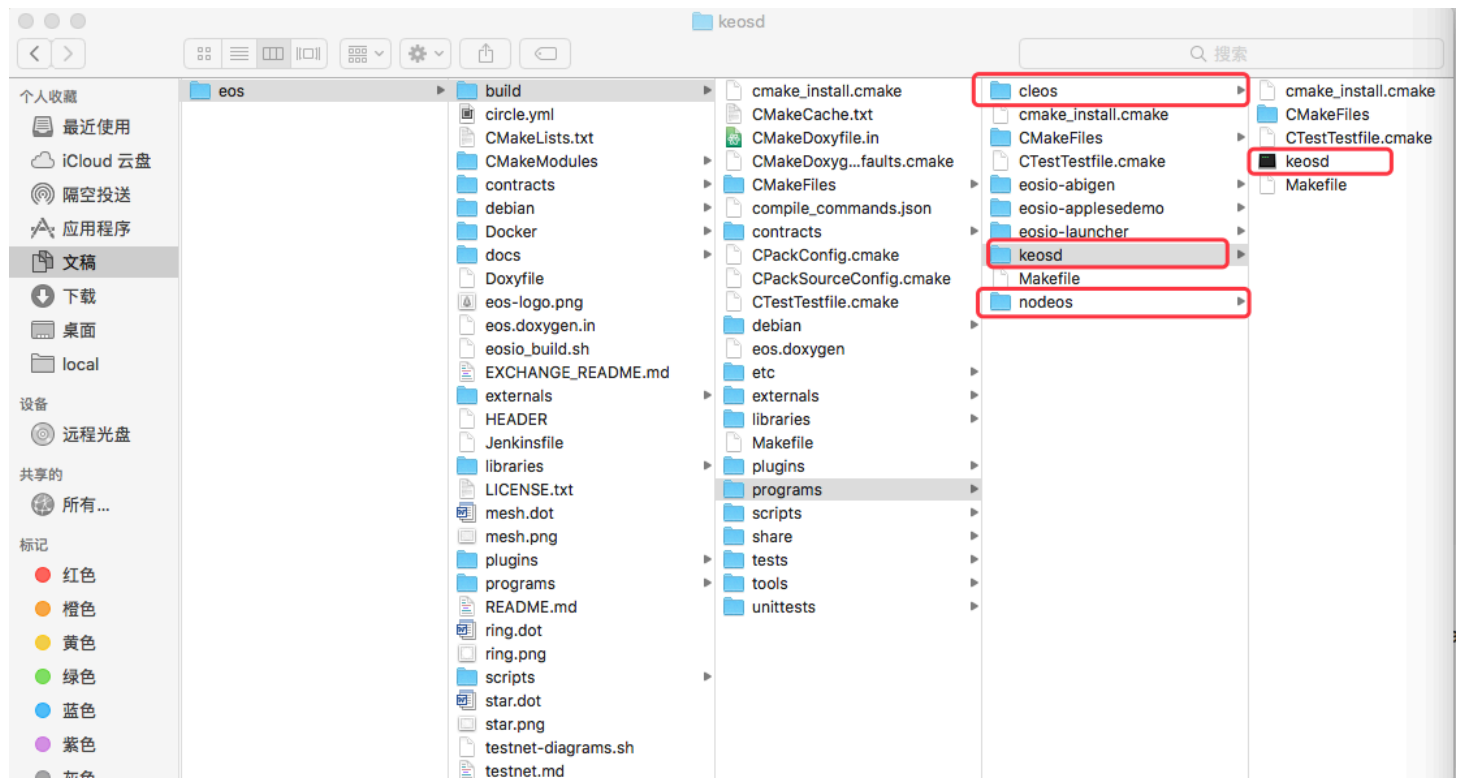 keosd
搜索
个人收藏
最近使用
iCloud 云盘
隔空投送
应用程序
文稿
下载
桌面
local
设备
远程光盘
共享的
所有...
标记
红色
橙色
黄色
绿色
蓝色
紫色
灰色
eos
build
circle.yml
CMakeLists.txt
CMakeModules
contracts
debian
Docker
docs
Doxyfile
eos-logo.png
eos.doxygen.in
eosio_build.sh
EXCHANGE_README.md
externals
HEADER
Jenkinsfile
libraries
LICENSE.txt
mesh.dot
mesh.png
plugins
programs
README.md
ring.dot
ring.png
scripts
star.dot
star.png
testnet-diagrams.sh
testnet.md
cmake_install.cmake
CMakeCache.txt
CMakeDoxyfile.in
CMakeDoxyg...faults.cmake
CMakeFiles
compile_commands.json
contracts
CPackConfig.cmake
CPackSourceConfig.cmake
CTestTestfile.cmake
debian
eos.doxygen
etc
externals
libraries
Makefile
plugins
programs
scripts
share
tests
tools
unittests
cleos
cmake_install.cmake
CMakeFiles
CTestTestfile.cmake
eosio-abigen
eosio-applesedemo
eosio-launcher
keosd
Makefile
nodeos
cmake_install.cmake
CMakeFiles
CTestTestfile.cmake
keosd
Makefile